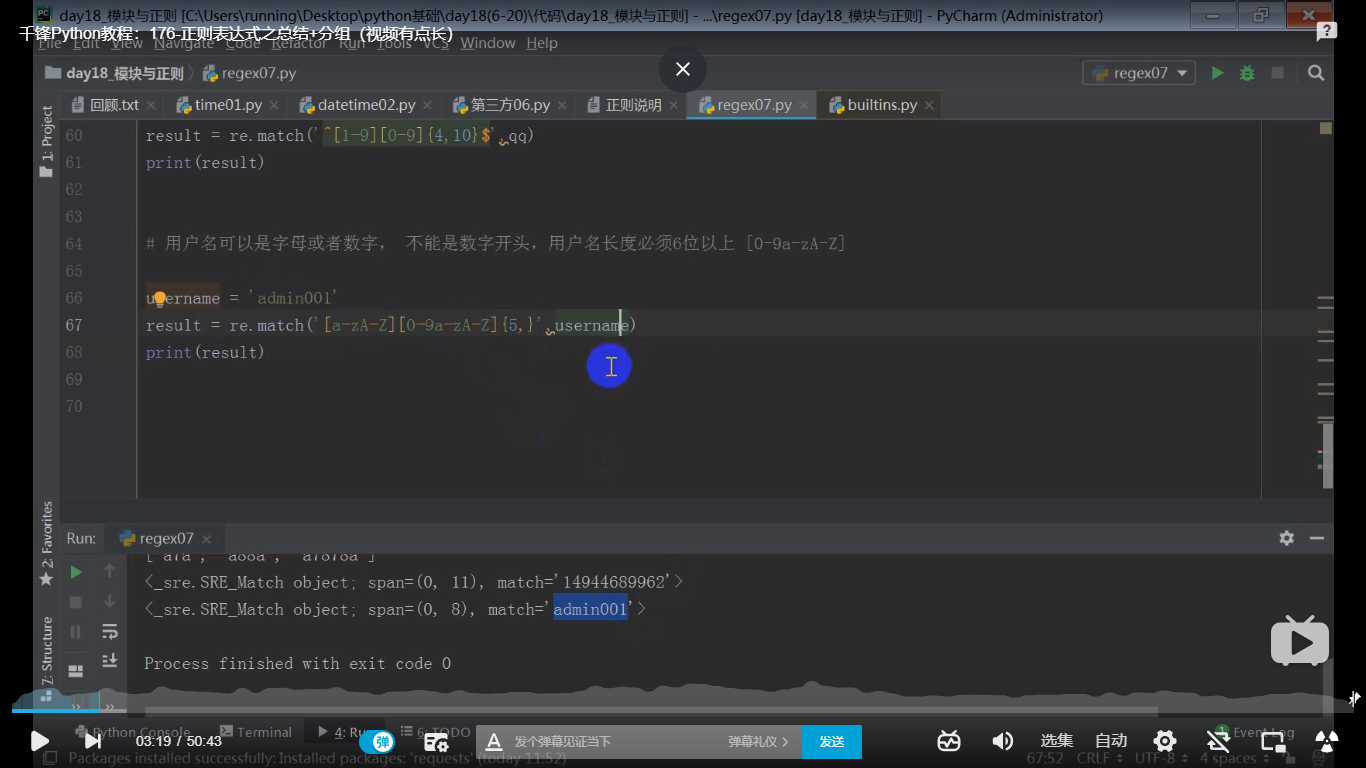 day18_模块与正则 [C:\Users\running\Desktop\python基础\day18(6-20)\代码\day18_模块与正则] - ...\regex07.py [day18_模块与正则] - PyCharm (Administrator)
千锋Python教程：176-正则表达式之总结+分组（视频有点长）
File Edit View Navigate Code Refactor Run Tools VCS Window Help
day18_模块与正则 regex07.py regex07
回顾.txt time01.py datetime02.py 第三方06.py 正则说明 regex07.py builtins.py
1: Project
60 result = re.match('^[1-9][0-9]{4,10}$',qq)
61 print(result)
62
63
64 # 用户名可以是字母或者数字， 不能是数字开头，用户名长度必须6位以上 [0-9a-zA-Z]
65
66 username = 'admin001'
67 result = re.match('[a-zA-Z][0-9a-zA-Z]{5,}',username)
68 print(result)
69
70
2: Favorites
7: Structure
Run: regex07
['a7a', 'a88a', 'a7878a']
<_sre.SRE_Match object; span=(0, 11), match='14944689962'>
<_sre.SRE_Match object; span=(0, 8), match='admin001'>
Process finished with exit code 0
Python Console Terminal 4: Run 6: TODO Event Log
03:19 / 50:43 弹 发个弹幕见证当下 弹幕礼仪 发送 选集 自动
Packages installed successfully: Installed packages: 'requests' (today 11:52) 67:52 CRLF UTF-8 4 spaces